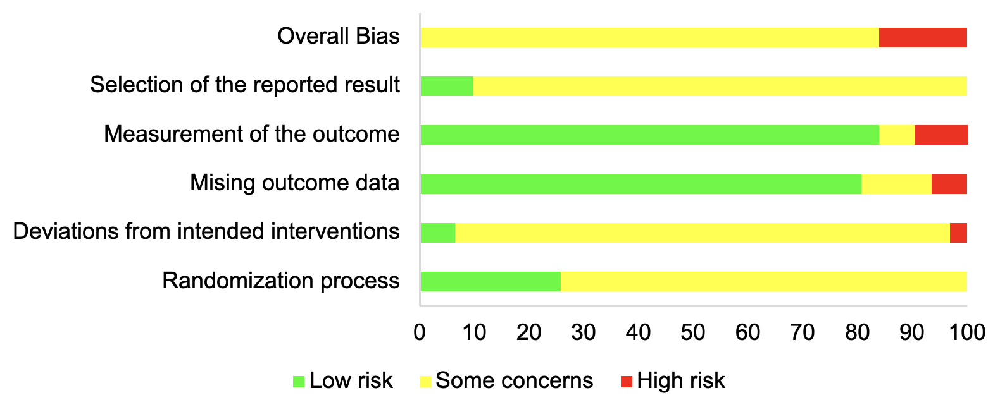 Overall Bias
Selection of the reported result
Measurement of the outcome
Mising outcome data
Deviations from intended interventions
Randomization process
0 10 20 30 40 50 60 70 80 90 100
Low risk Some concerns High risk